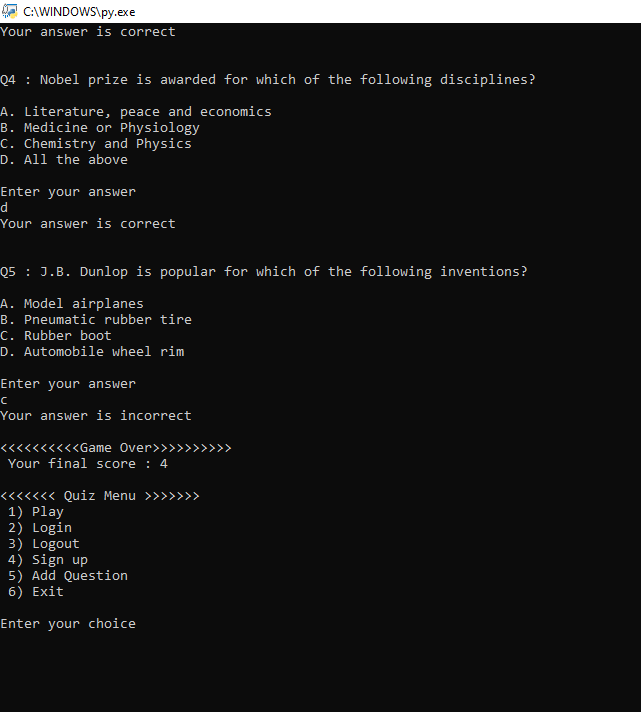 C:\WINDOWS\py.exe
Your answer is correct
Q4 : Nobel prize is awarded for which of the following disciplines?
A. Literature, peace and economics
B. Medicine or Physiology
C. Chemistry and Physics
D. All the above
Enter your answer
d
Your answer is correct
Q5 : J.B. Dunlop is popular for which of the following inventions?
A. Model airplanes
B. Pneumatic rubber tire
C. Rubber boot
D. Automobile wheel rim
Enter your answer
c
Your answer is incorrect
<<<<<<<<<<Game Over>>>>>>>>>>
Your final score : 4
<<<<<<< Quiz Menu >>>>>>>
1) Play
2) Login
3) Logout
4) Sign up
5) Add Question
6) Exit
Enter your choice